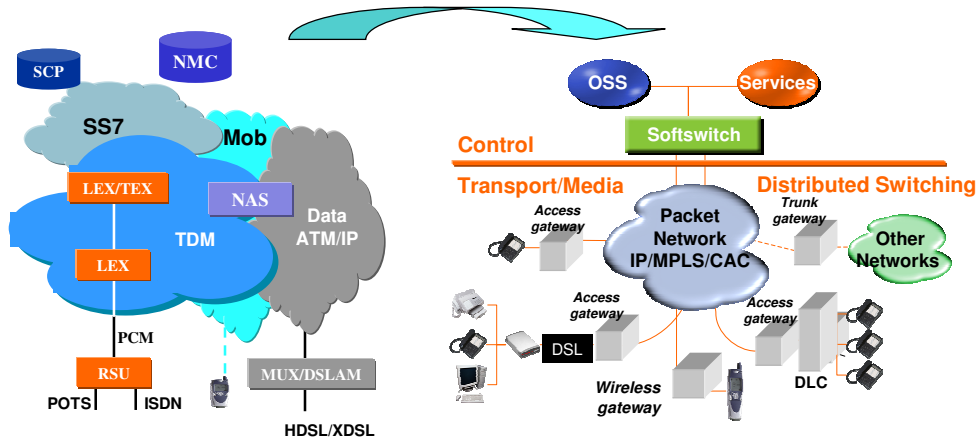 SCP
NMC
SS7
Mob
LEX/TEX
NAS
TDM
Data
ATM/IP
LEX
PCM
RSU
MUX/DSLAM
POTS
ISDN
HDSL/XDSL
OSS
Services
Softswitch
Control
Transport/Media
Distributed Switching
Access
gateway
Packet
Network
IP/MPLS/CAC
Trunk
gateway
Other
Networks
Access
gateway
DSL
Access
gateway
DLC
Wireless
gateway